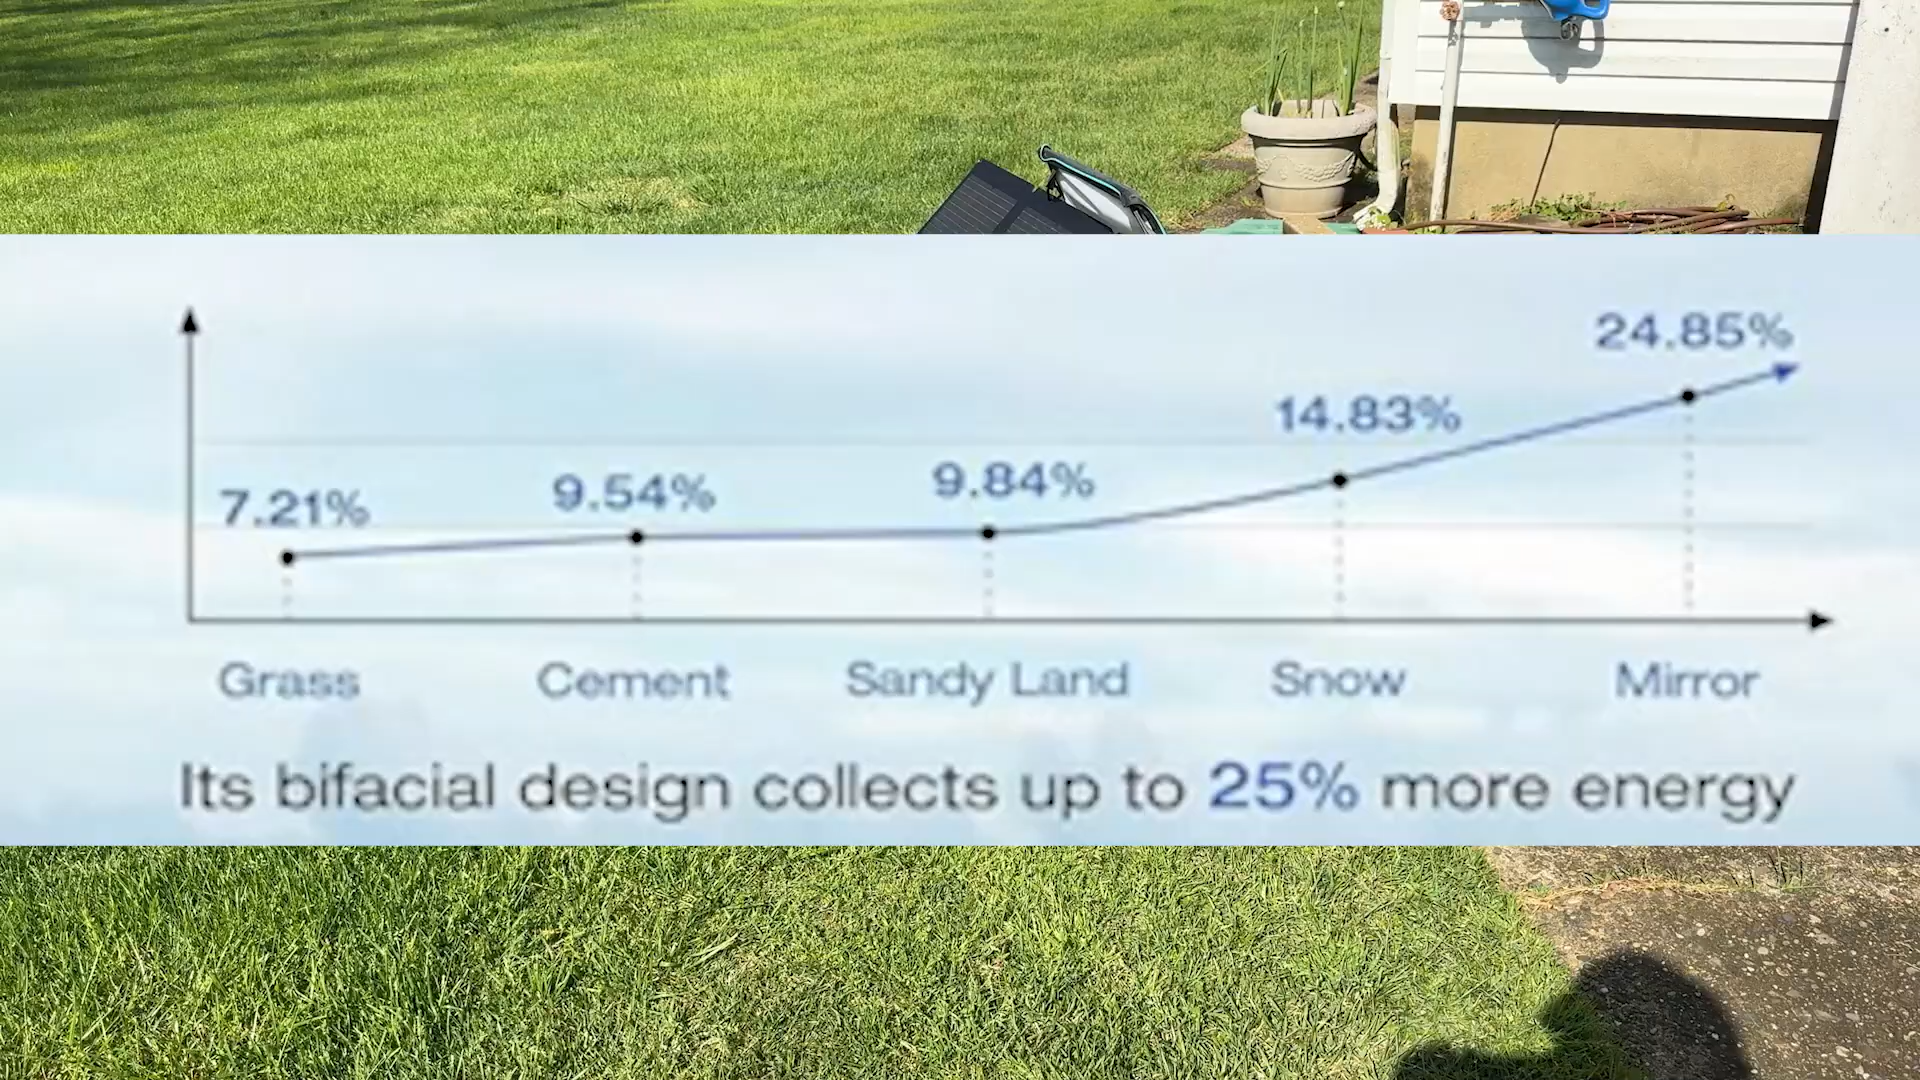 24.85%
14.83%
9.84%
9.54%
7.21%
Grass Cement Sandy Land Snow Mirror
Its bifacial design collects up to 25% more energy